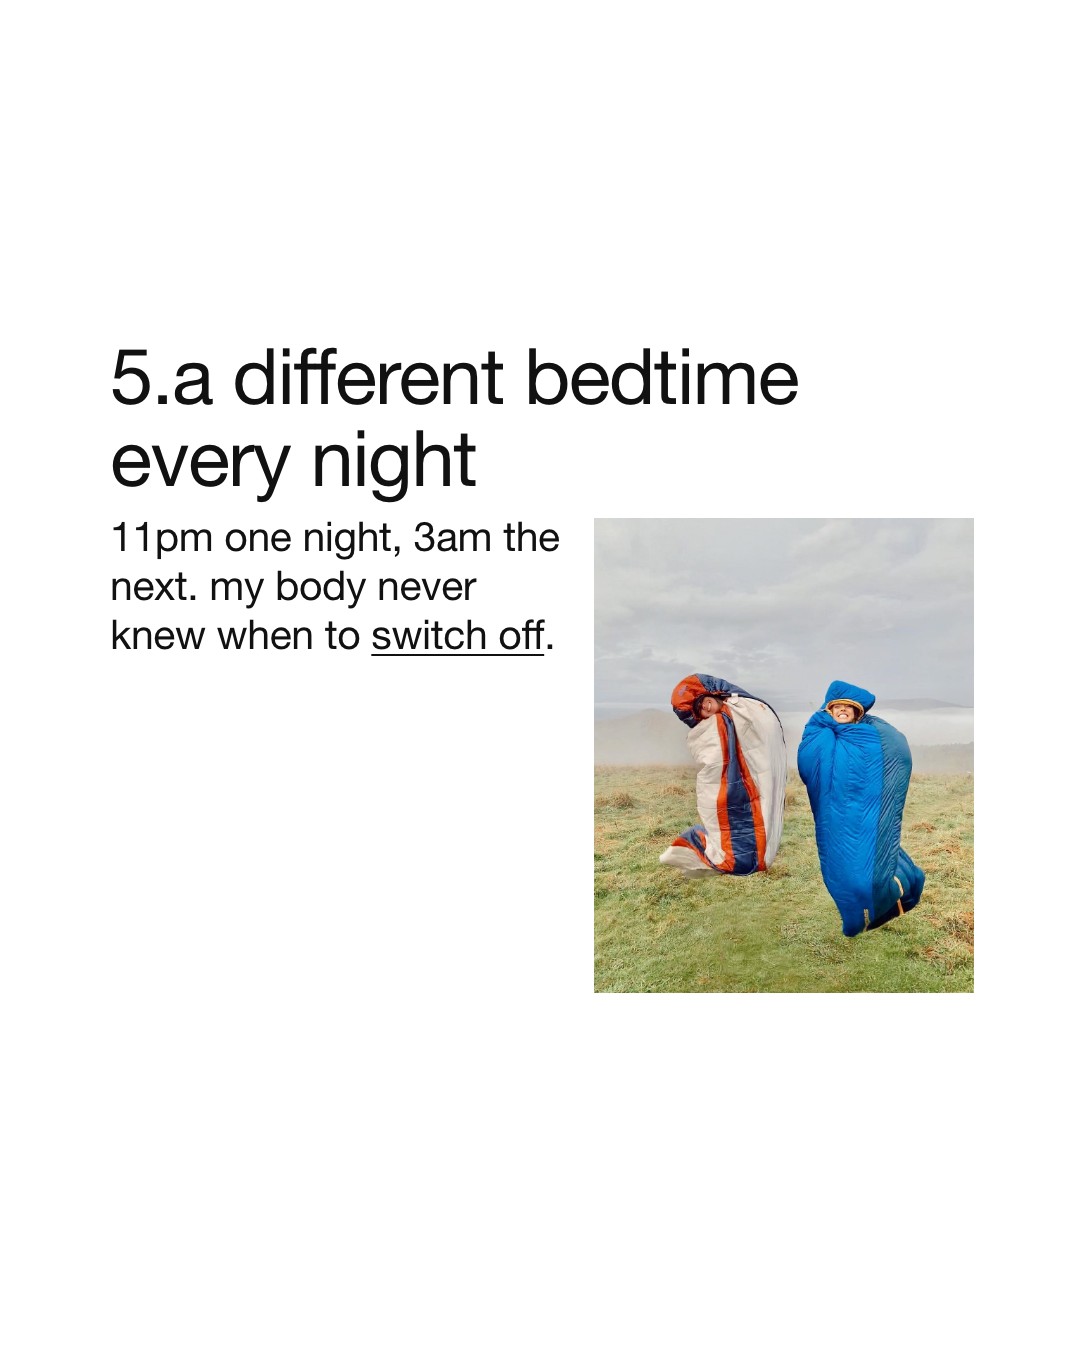 5.a different bedtime
every night
11pm one night, 3am the
next. my body never
knew when to switch off.